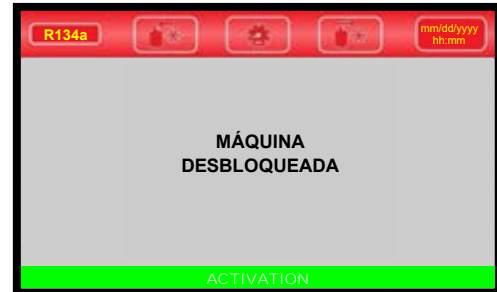 R134a
mm/dd/yyyy
hh:mm
MÁQUINA
DESBLOQUEADA
ACTIVATION